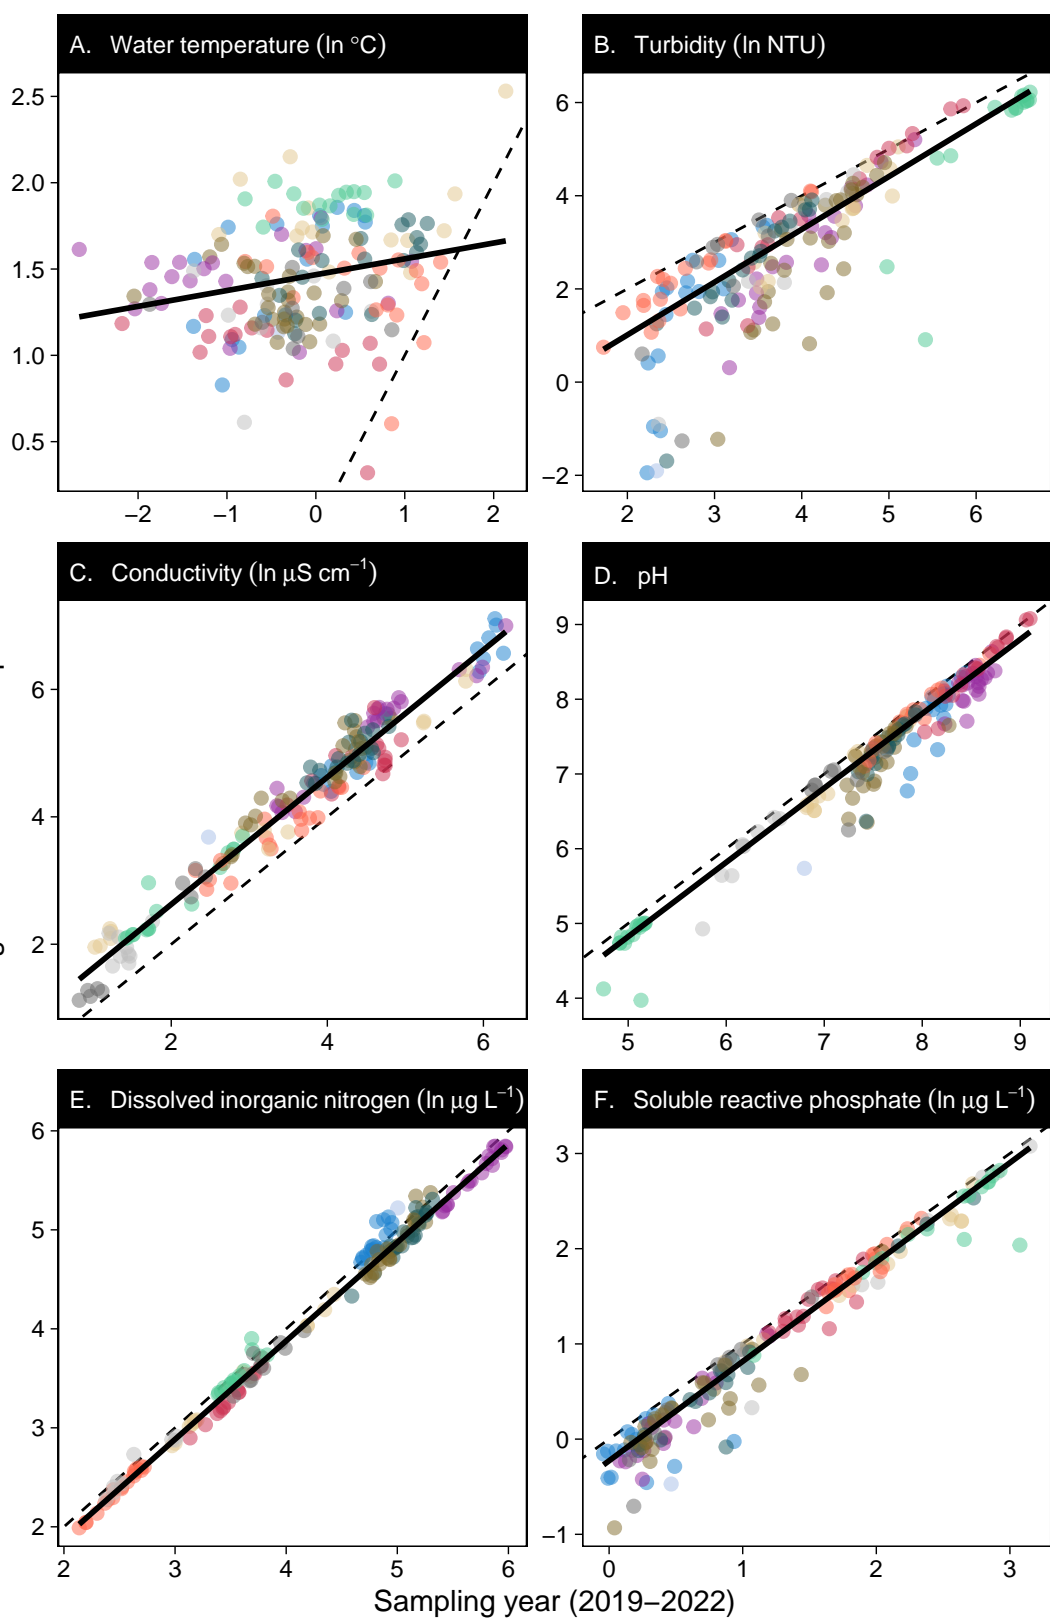 A. Water temperature (ln °C)
B. Turbidity (ln NTU)
2.5
2.0
1.5
1.0
0.5
−2 −1 0 1 2
6
4
2
0
−2
2 3 4 5 6
C. Conductivity (ln μS cm⁻¹)
D. pH
6
4
2
2 4 6
9
8
7
6
5
4
5 6 7 8 9
E. Dissolved inorganic nitrogen (ln μg L⁻¹)
F. Soluble reactive phosphate (ln μg L⁻¹)
6
5
4
3
2
2 3 4 5 6
3
2
1
0
−1
0 1 2 3
Sampling year (2019−2022)